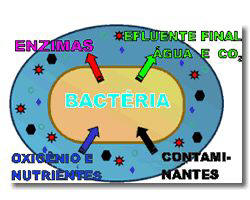 ENZIMAS
EFLUENTE FINAL
ÁGUA E CO₂
BACTÉRIA
OXIGÊNIO E
NUTRIENTES
CONTAMI-
NANTES